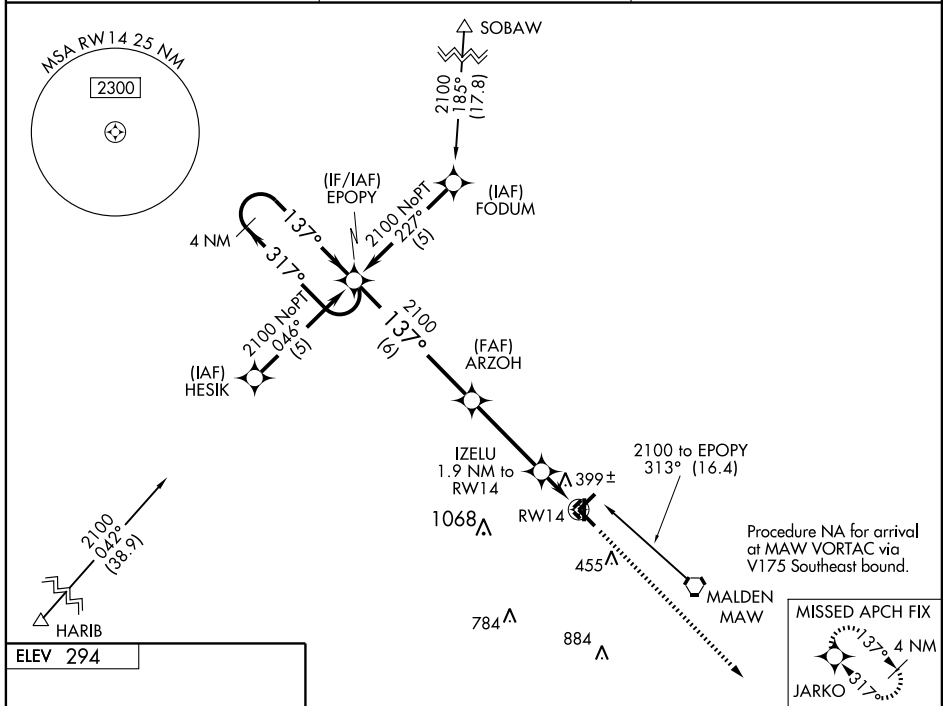 MSA RW14 25 NM
2300
SOBAW
2100
185°
(17.8)
(IF/IAF)
EPOPY
(IAF)
FODUM
2100 NoPT
227°
(5)
4 NM
137°
317°
2100 NoPT
046°
(5)
(IAF)
HESIK
2100
137°
(6)
(FAF)
ARZOH
IZELU
1.9 NM to
RW14
399±
2100 to EPOPY
313° (16.4)
1068
RW14
Procedure NA for arrival
at MAW VORTAC via
V175 Southeast bound.
2100
042°
(38.9)
HARIB
455
MALDEN
MAW
784
884
MISSED APCH FIX
137°
4 NM
317°
JARKO
ELEV 294